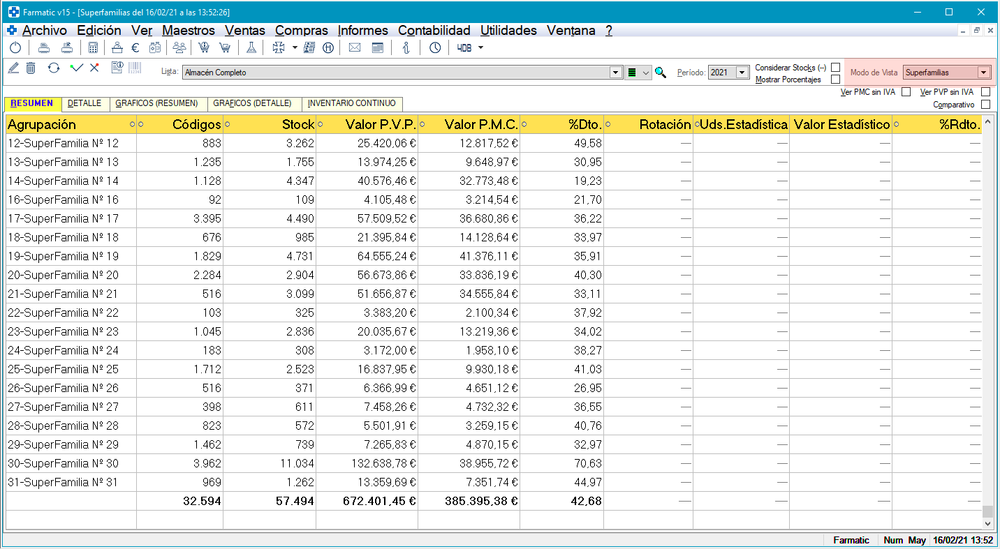 Farmatic v15 - [Superfamilias del 16/02/21 a las 13:52:26]
Archivo Edición Ver Maestros Ventas Compras Informes Contabilidad Utilidades Ventana ?
4DB
Lista: Almacén Completo Período: 2021 Considerar Stocks (--) Modo de Vista Superfamilias
Mostrar Porcentajes
Ver PMC sin IVA Ver PVP sin IVA
Comparativo
RESUMEN DETALLE GRAFICOS (RESUMEN) GRAFICOS (DETALLE) INVENTARIO CONTINUO
Agrupación Códigos Stock Valor P.V.P. Valor P.M.C. %Dto. Rotación Uds.Estadística Valor Estadístico %Rdto.
12-SuperFamilia Nº 12 883 3.262 25.420,06 € 12.817,52 € 49,58 — — — —
13-SuperFamilia Nº 13 1.235 1.755 13.974,25 € 9.648,97 € 30,95 — — — —
14-SuperFamilia Nº 14 1.128 4.347 40.576,46 € 32.773,48 € 19,23 — — — —
16-SuperFamilia Nº 16 92 109 4.105,48 € 3.214,54 € 21,70 — — — —
17-SuperFamilia Nº 17 3.395 4.490 57.509,52 € 36.680,86 € 36,22 — — — —
18-SuperFamilia Nº 18 676 985 21.395,84 € 14.128,64 € 33,97 — — — —
19-SuperFamilia Nº 19 1.829 4.731 64.555,24 € 41.376,11 € 35,91 — — — —
20-SuperFamilia Nº 20 2.284 2.904 56.673,86 € 33.836,19 € 40,30 — — — —
21-SuperFamilia Nº 21 516 3.099 51.656,87 € 34.555,84 € 33,11 — — — —
22-SuperFamilia Nº 22 103 325 3.383,20 € 2.100,34 € 37,92 — — — —
23-SuperFamilia Nº 23 1.045 2.836 20.035,67 € 13.219,36 € 34,02 — — — —
24-SuperFamilia Nº 24 183 308 3.172,00 € 1.958,10 € 38,27 — — — —
25-SuperFamilia Nº 25 1.712 2.523 16.837,95 € 9.930,18 € 41,03 — — — —
26-SuperFamilia Nº 26 516 371 6.366,99 € 4.651,12 € 26,95 — — — —
27-SuperFamilia Nº 27 398 611 7.458,26 € 4.732,32 € 36,55 — — — —
28-SuperFamilia Nº 28 823 572 5.501,91 € 3.259,15 € 40,76 — — — —
29-SuperFamilia Nº 29 1.462 739 7.265,83 € 4.870,15 € 32,97 — — — —
30-SuperFamilia Nº 30 3.962 11.034 132.638,78 € 38.955,72 € 70,63 — — — —
31-SuperFamilia Nº 31 969 1.262 13.359,69 € 7.351,74 € 44,97 — — — —
32.594 57.494 672.401,45 € 385.395,38 € 42,68 — — — —
Farmatic Num May 16/02/21 13:52